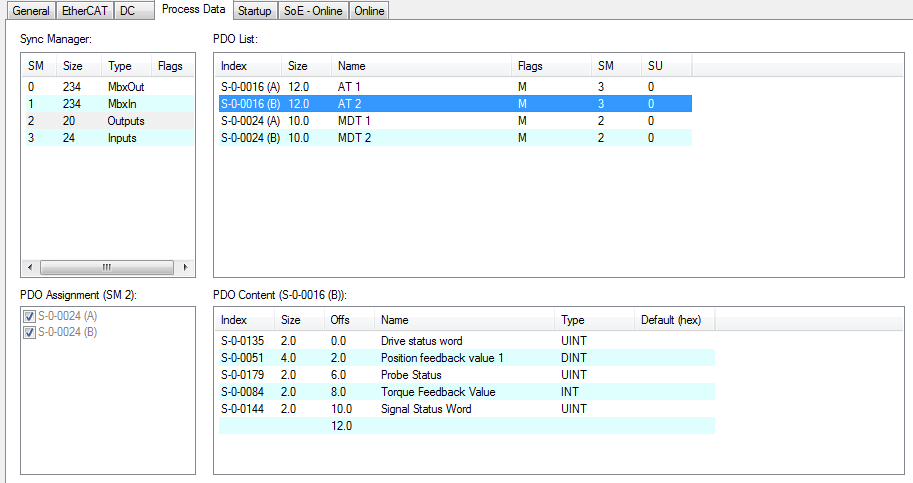 General EtherCAT DC Process Data Startup SoE - Online Online
Sync Manager:
SM Size Type Flags
0 234 MbxOut
1 234 MbxIn
2 20 Outputs
3 24 Inputs
PDO List:
Index Size Name Flags SM SU
S-0-0016 (A) 12.0 AT 1 M 3 0
S-0-0016 (B) 12.0 AT 2 M 3 0
S-0-0024 (A) 10.0 MDT 1 M 2 0
S-0-0024 (B) 10.0 MDT 2 M 2 0
PDO Assignment (SM 2):
S-0-0024 (A)
S-0-0024 (B)
PDO Content (S-0-0016 (B)):
Index Size Offs Name Type Default (hex)
S-0-0135 2.0 0.0 Drive status word UINT
S-0-0051 4.0 2.0 Position feedback value 1 DINT
S-0-0179 2.0 6.0 Probe Status UINT
S-0-0084 2.0 8.0 Torque Feedback Value INT
S-0-0144 2.0 10.0 Signal Status Word UINT
12.0